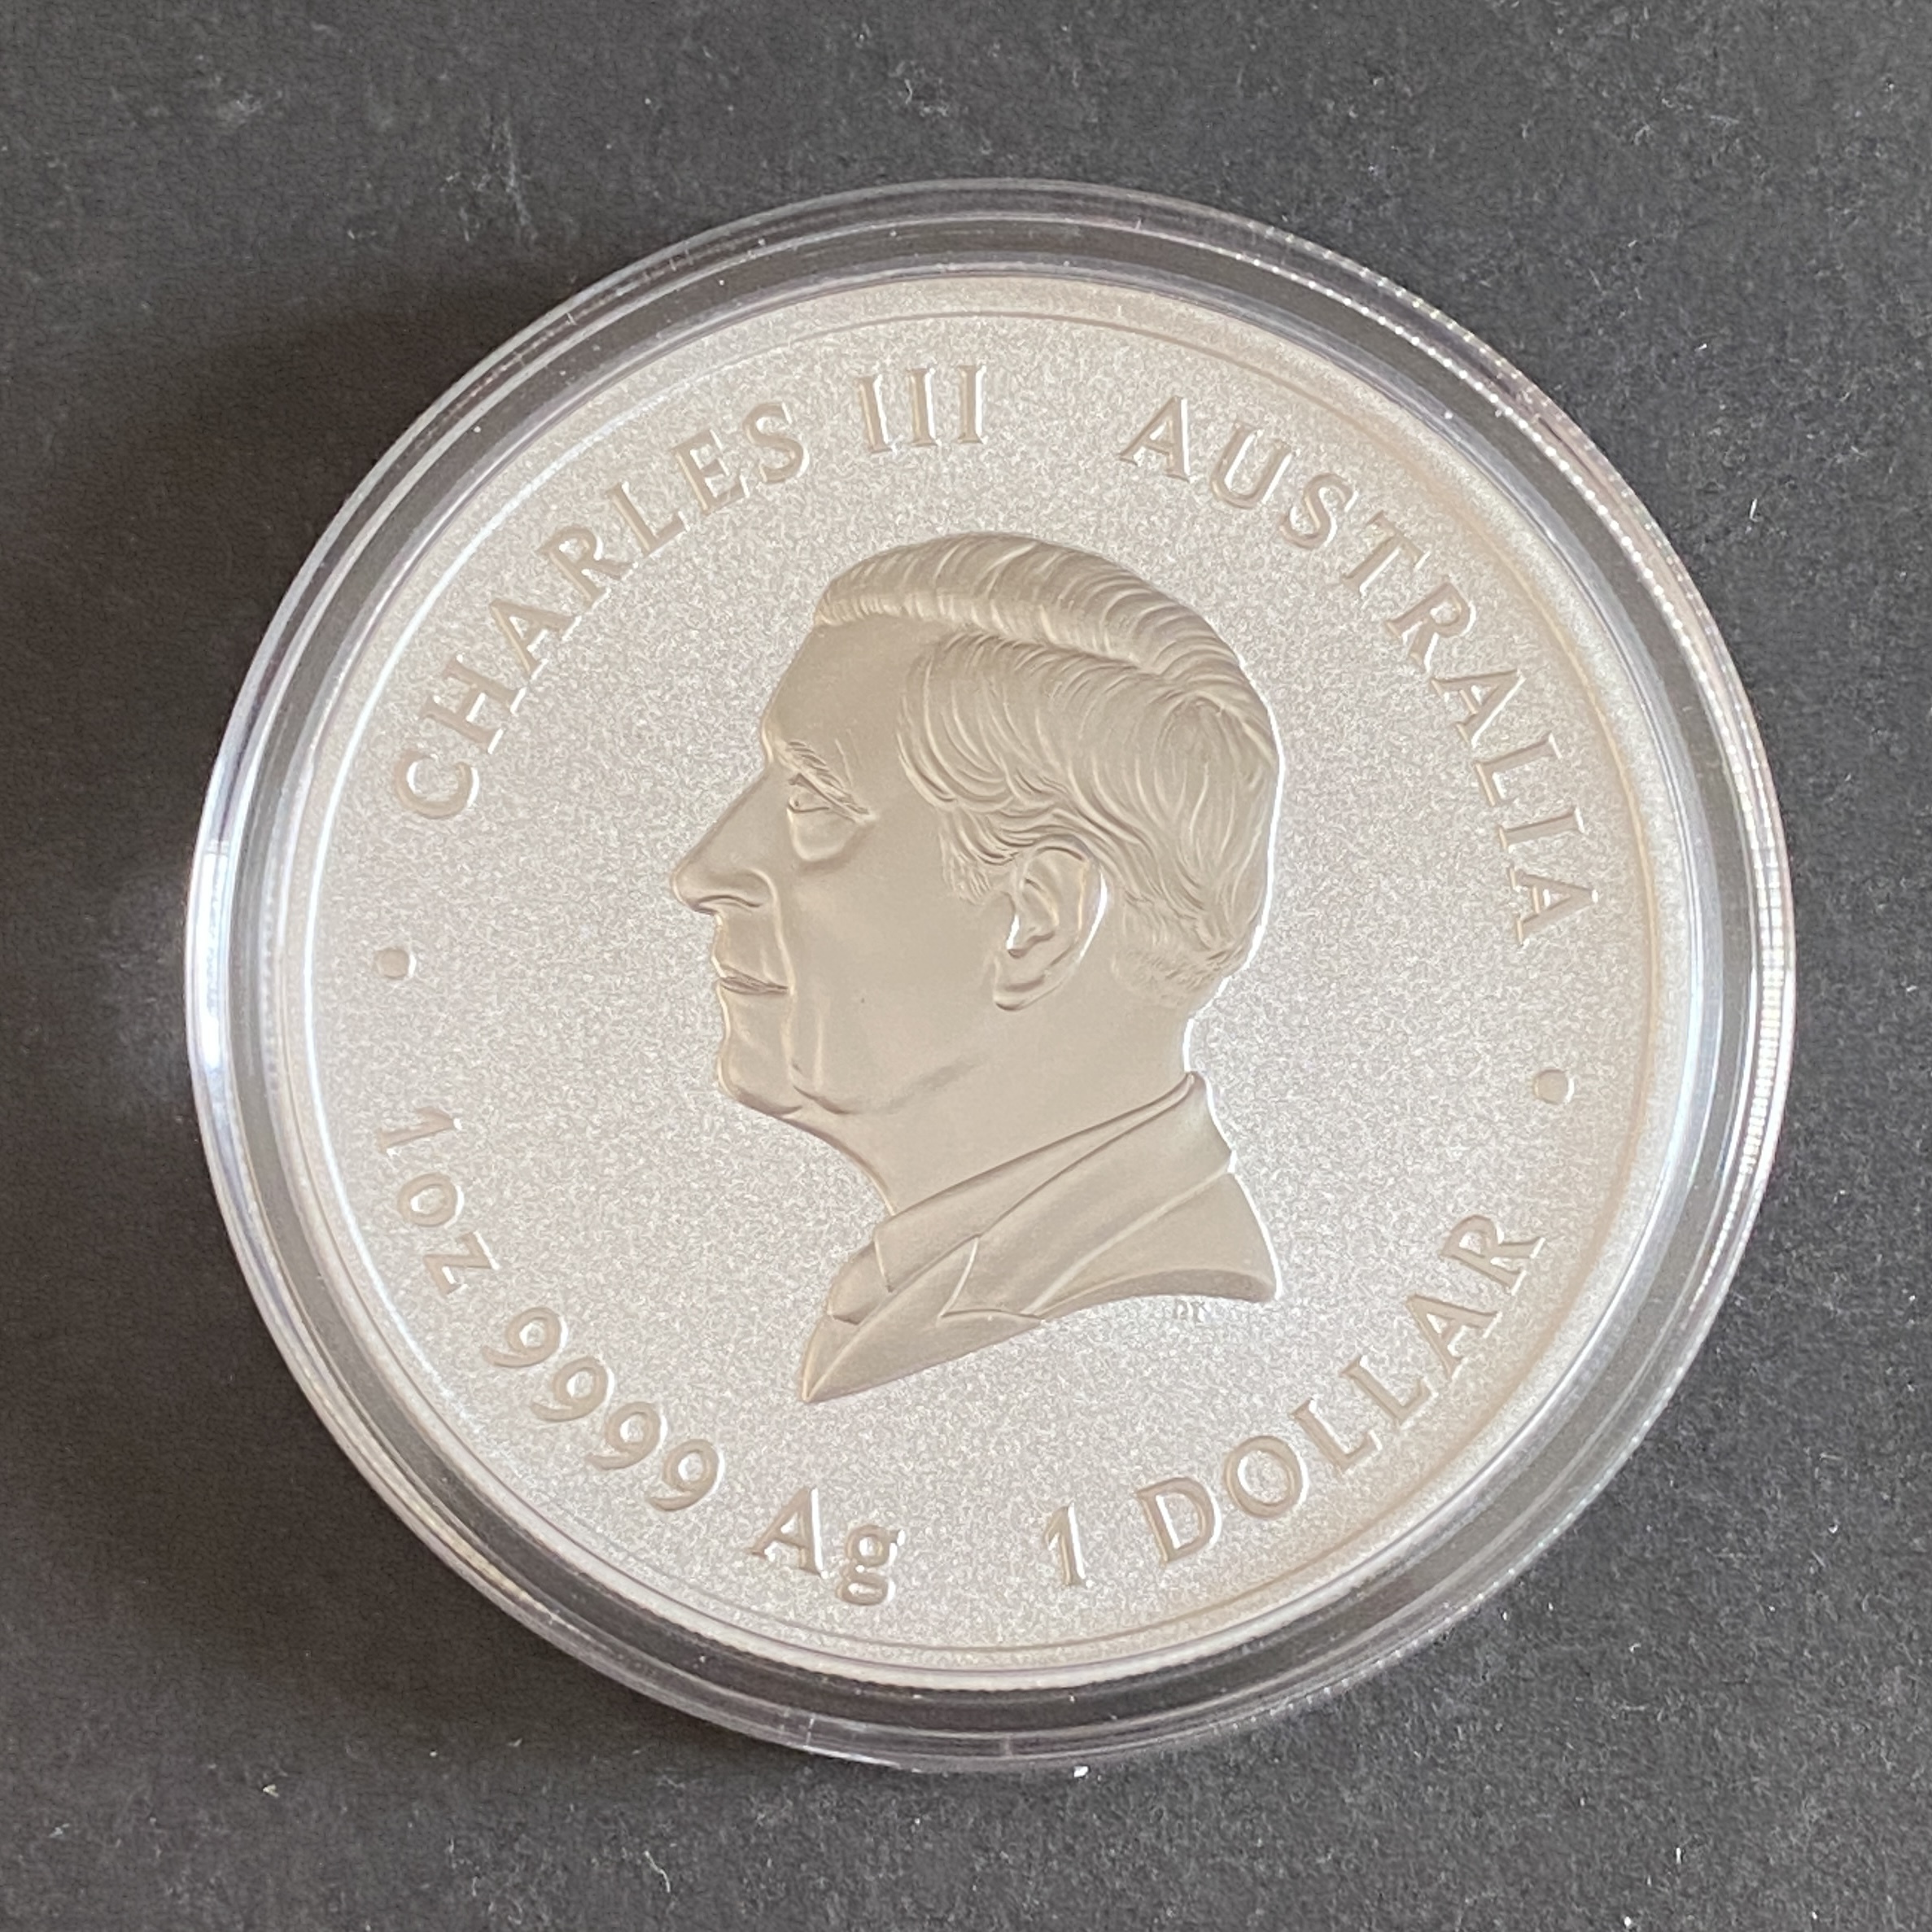 CHARLES III AUSTRALIA
1oz 9999 Ag 1 DOLLAR